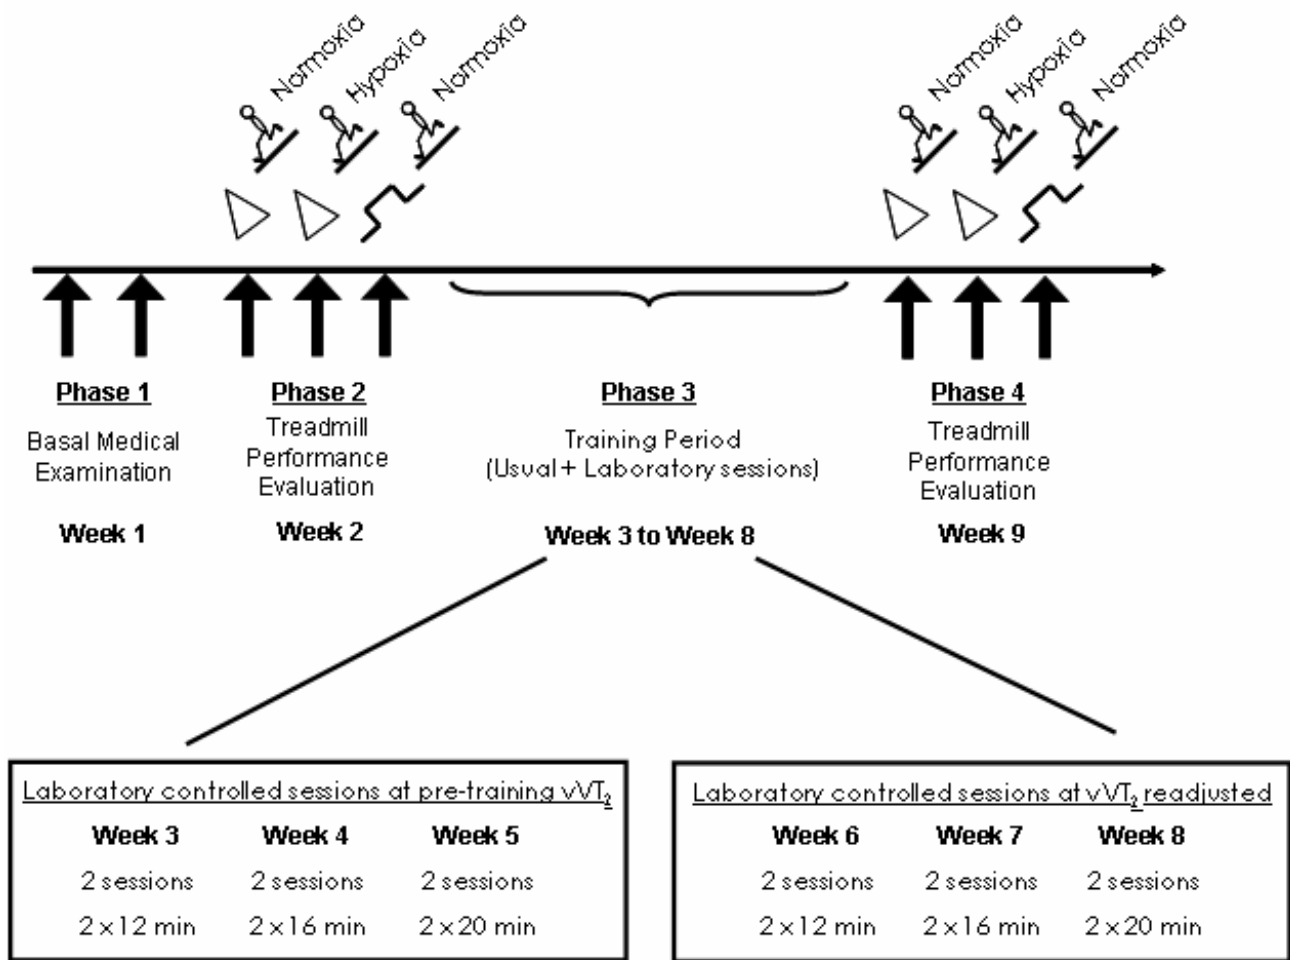 Normoxia
Hypoxia
Normoxia
Normoxia
Hypoxia
Normoxia
Phase 1
Basal Medical
Examination
Week 1
Phase 2
Treadmill
Performance
Evaluation
Week 2
Phase 3
Training Period
(Usual + Laboratory sessions)
Week 3 to Week 8
Phase 4
Treadmill
Performance
Evaluation
Week 9
Laboratory controlled sessions at pre-training vVT₂
Week 3 Week 4 Week 5
2 sessions 2 sessions 2 sessions
2 x 12 min 2 x 16 min 2 x 20 min
Laboratory controlled sessions at vVT₂ readjusted
Week 6 Week 7 Week 8
2 sessions 2 sessions 2 sessions
2 x 12 min 2 x 16 min 2 x 20 min